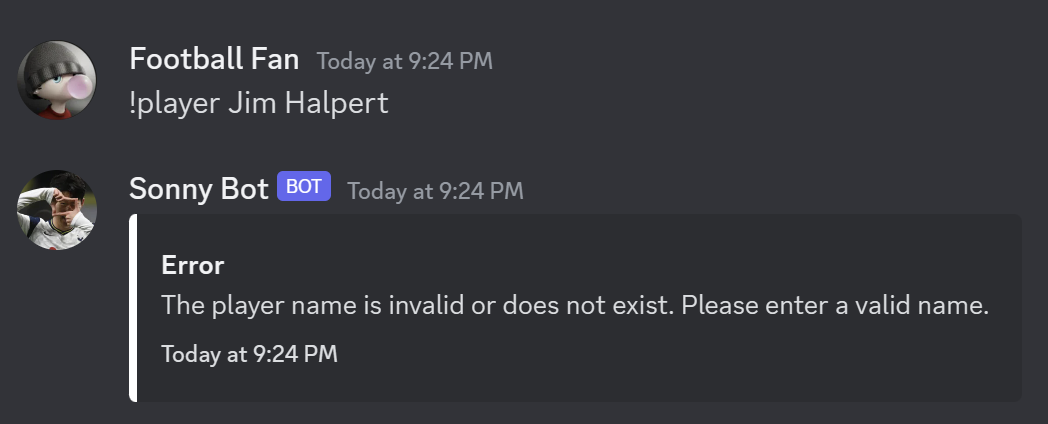 Football Fan Today at 9:24 PM
!player Jim Halpert
Sonny Bot BOT Today at 9:24 PM
Error
The player name is invalid or does not exist. Please enter a valid name.
Today at 9:24 PM